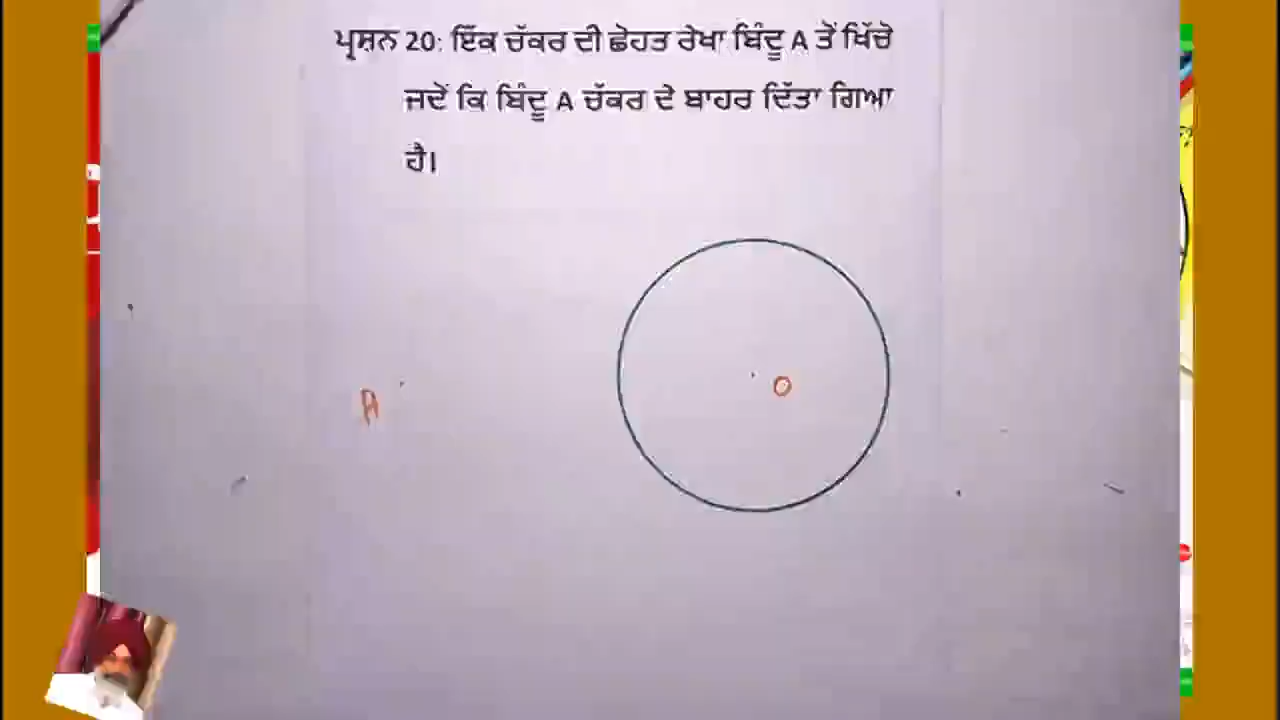 ਪ੍ਰਸ਼ਨ 20: ਇੱਕ ਚੱਕਰ ਦੀ ਛੋਹਤ ਰੇਖਾ ਬਿੰਦੂ A ਤੋਂ ਖਿੱਚੋ
ਜਦੋਂ ਕਿ ਬਿੰਦੂ A ਚੱਕਰ ਦੇ ਬਾਹਰ ਦਿੱਤਾ ਗਿਆ
ਹੈ।
O
A